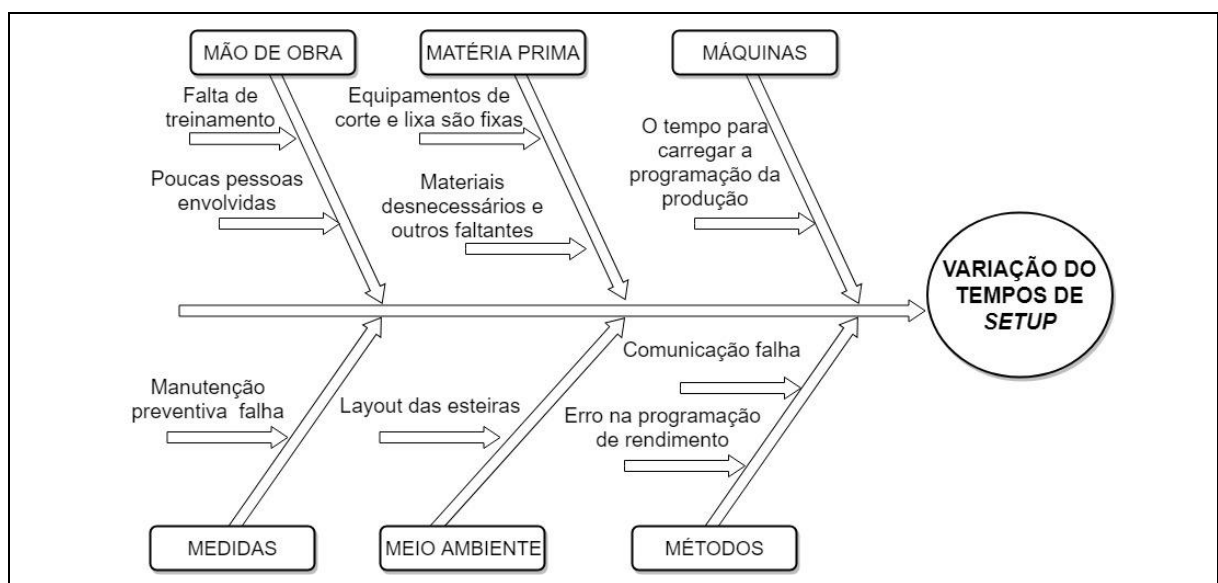 MÃO DE OBRA
MATÉRIA PRIMA
MÁQUINAS
Falta de
treinamento
Poucas pessoas
envolvidas
Equipamentos de
corte e lixa são fixas
Materiais
desnecessários e
outros faltantes
O tempo para
carregar a
programação da
produção
VARIAÇÃO DO
TEMPOS DE
SETUP
Manutenção
preventiva falha
Layout das esteiras
Comunicação falha
Erro na programação
de rendimento
MEDIDAS
MEIO AMBIENTE
MÉTODOS